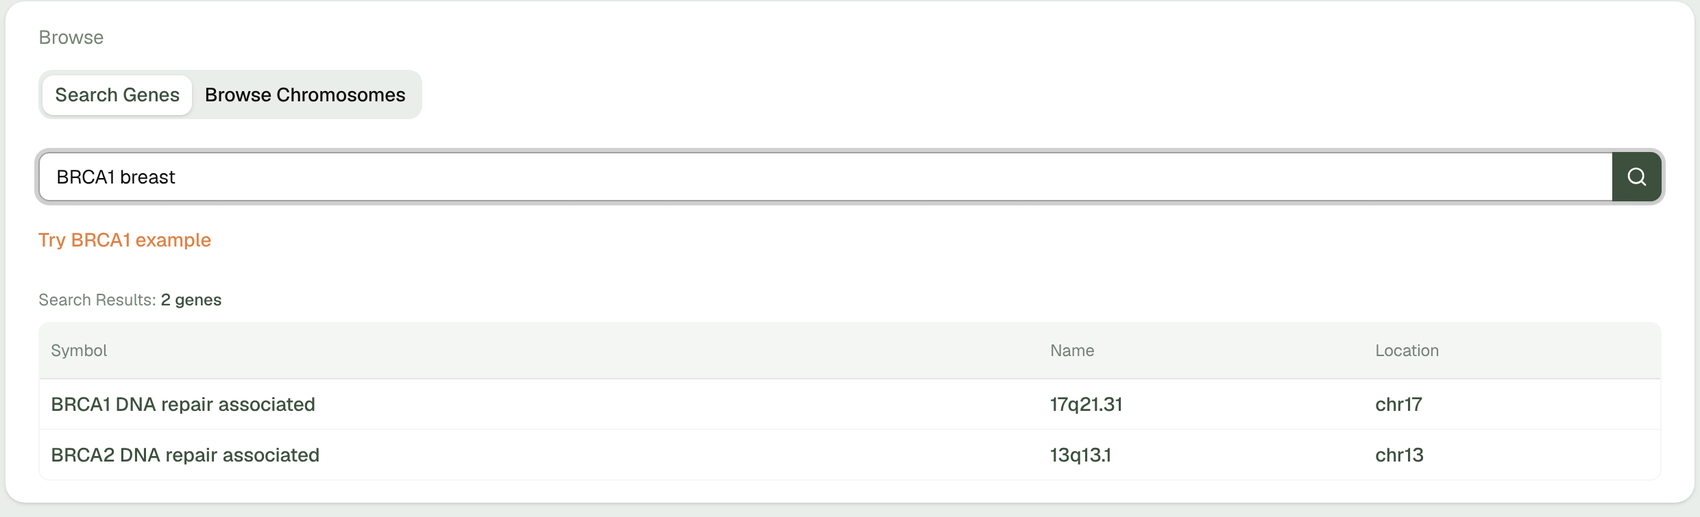 Browse
Search Genes Browse Chromosomes
BRCA1 breast
Try BRCA1 example
Search Results: 2 genes
Symbol Name Location
BRCA1 DNA repair associated 17q21.31 chr17
BRCA2 DNA repair associated 13q13.1 chr13